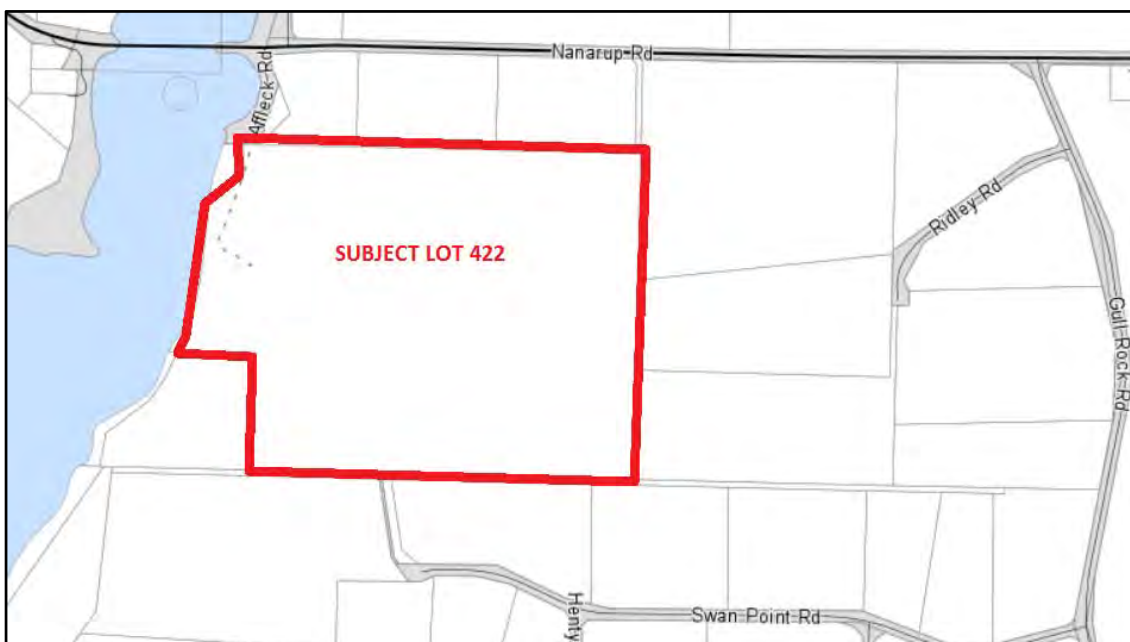 Nanarup Rd
Affleck Rd
Ridley Rd
SUBJECT LOT 422
Gull Rock Rd
Henty
Swan Point Rd